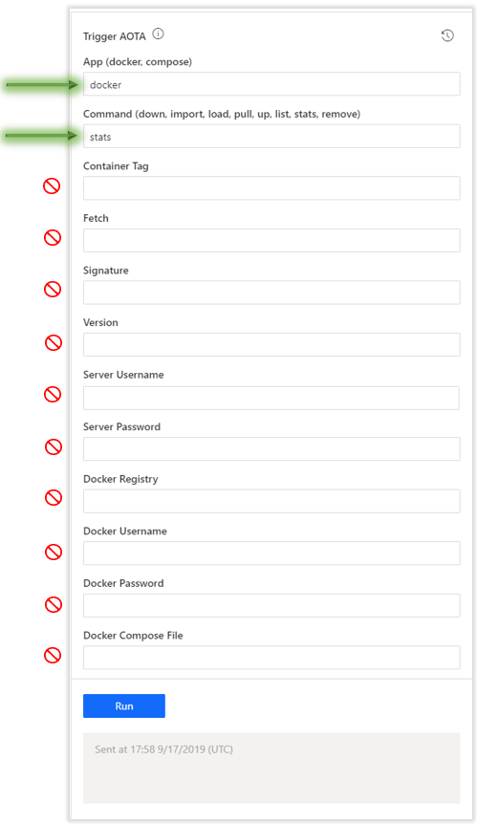 Trigger AOTA
App (docker, compose)
docker
Command (down, import, load, pull, up, list, stats, remove)
stats
Container Tag
Fetch
Signature
Version
Server Username
Server Password
Docker Registry
Docker Username
Docker Password
Docker Compose File
Run
Sent at 17:58 9/17/2019 (UTC)